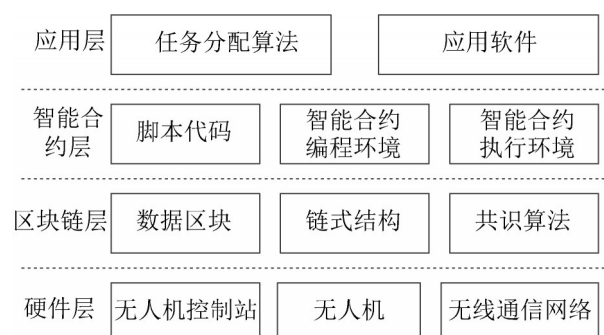 应用层 任务分配算法 应用软件
智能合约层 脚本代码 智能合约编程环境 智能合约执行环境
区块链层 数据区块 链式结构 共识算法
硬件层 无人机控制站 无人机 无线通信网络